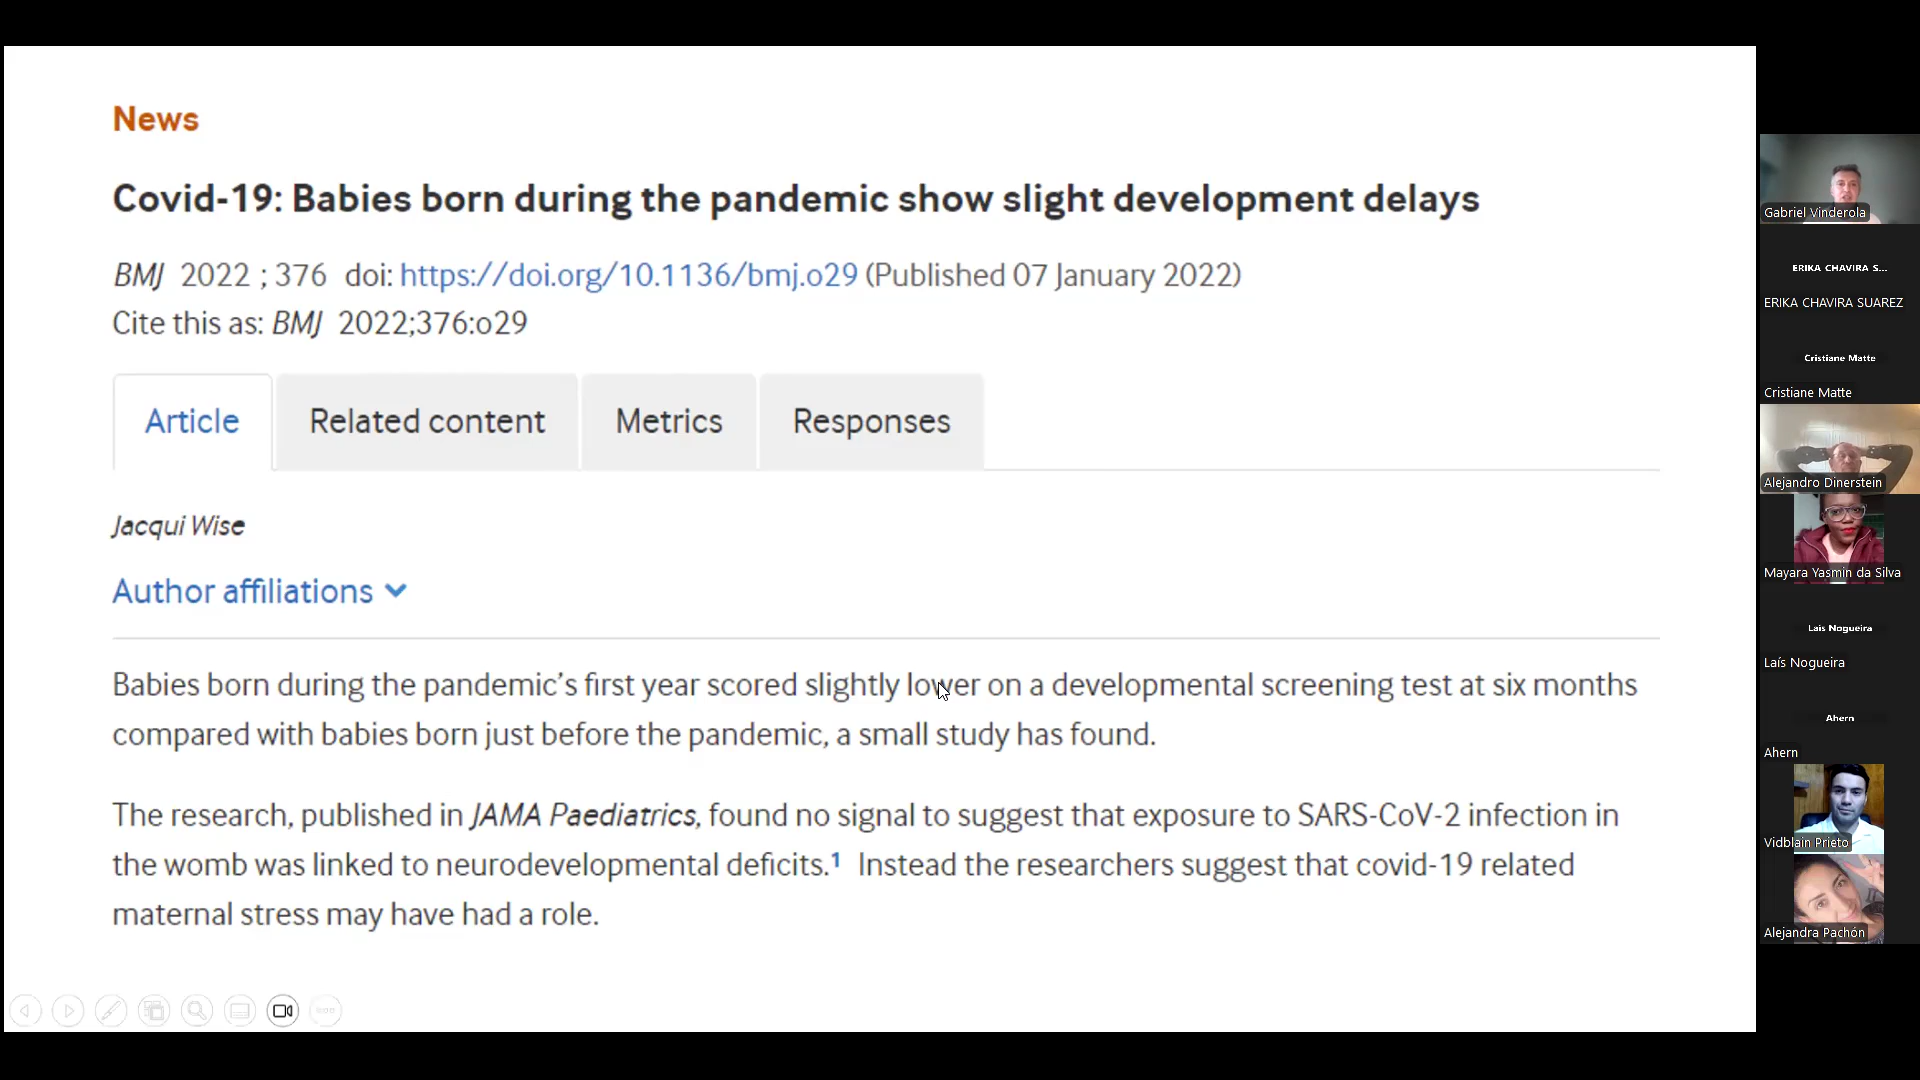 News
Covid-19: Babies born during the pandemic show slight development delays
BMJ 2022 ; 376 doi: https://doi.org/10.1136/bmj.o29 (Published 07 January 2022)
Cite this as: BMJ 2022;376:o29
Article
Related content
Metrics
Responses
Jacqui Wise
Author affiliations
Babies born during the pandemic’s first year scored slightly lower on a developmental screening test at six months
compared with babies born just before the pandemic, a small study has found.
The research, published in JAMA Paediatrics, found no signal to suggest that exposure to SARS-CoV-2 infection in
the womb was linked to neurodevelopmental deficits.1 Instead the researchers suggest that covid-19 related
maternal stress may have had a role.
Gabriel Vinderola
ERIKA CHAVIRA S...
ERIKA CHAVIRA SUAREZ
Cristiane Matte
Cristiane Matte
Alejandro Dinerstein
Mayara Yasmin da Silva
Laís Nogueira
Laís Nogueira
Ahern
Ahern
Vidblain Prieto
Alejandra Pachón